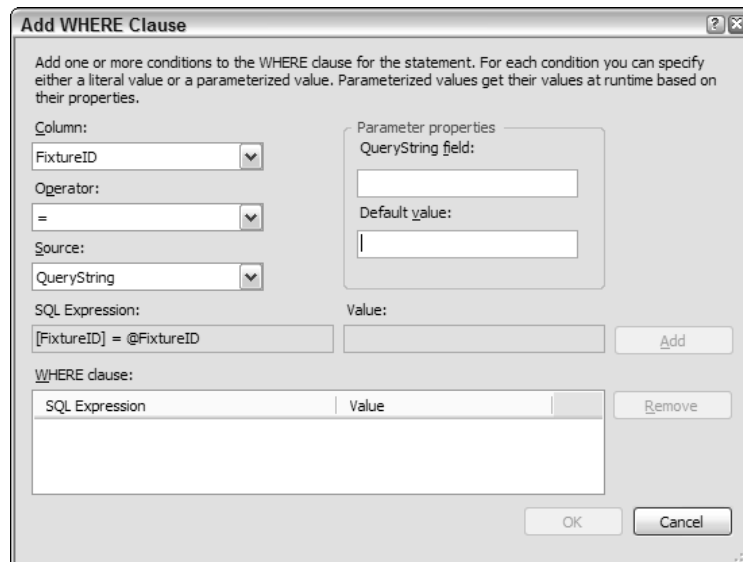 Add WHERE Clause
Add one or more conditions to the WHERE clause for the statement. For each condition you can specify
either a literal value or a parameterized value. Parameterized values get their values at runtime based on
their properties.
Column:
FixtureID
Operator:
=
Source:
QueryString
Parameter properties
QueryString field:
Default value:
SQL Expression:
[FixtureID] = @FixtureID
Value:
Add
WHERE clause:
SQL Expression Value
Remove
OK Cancel